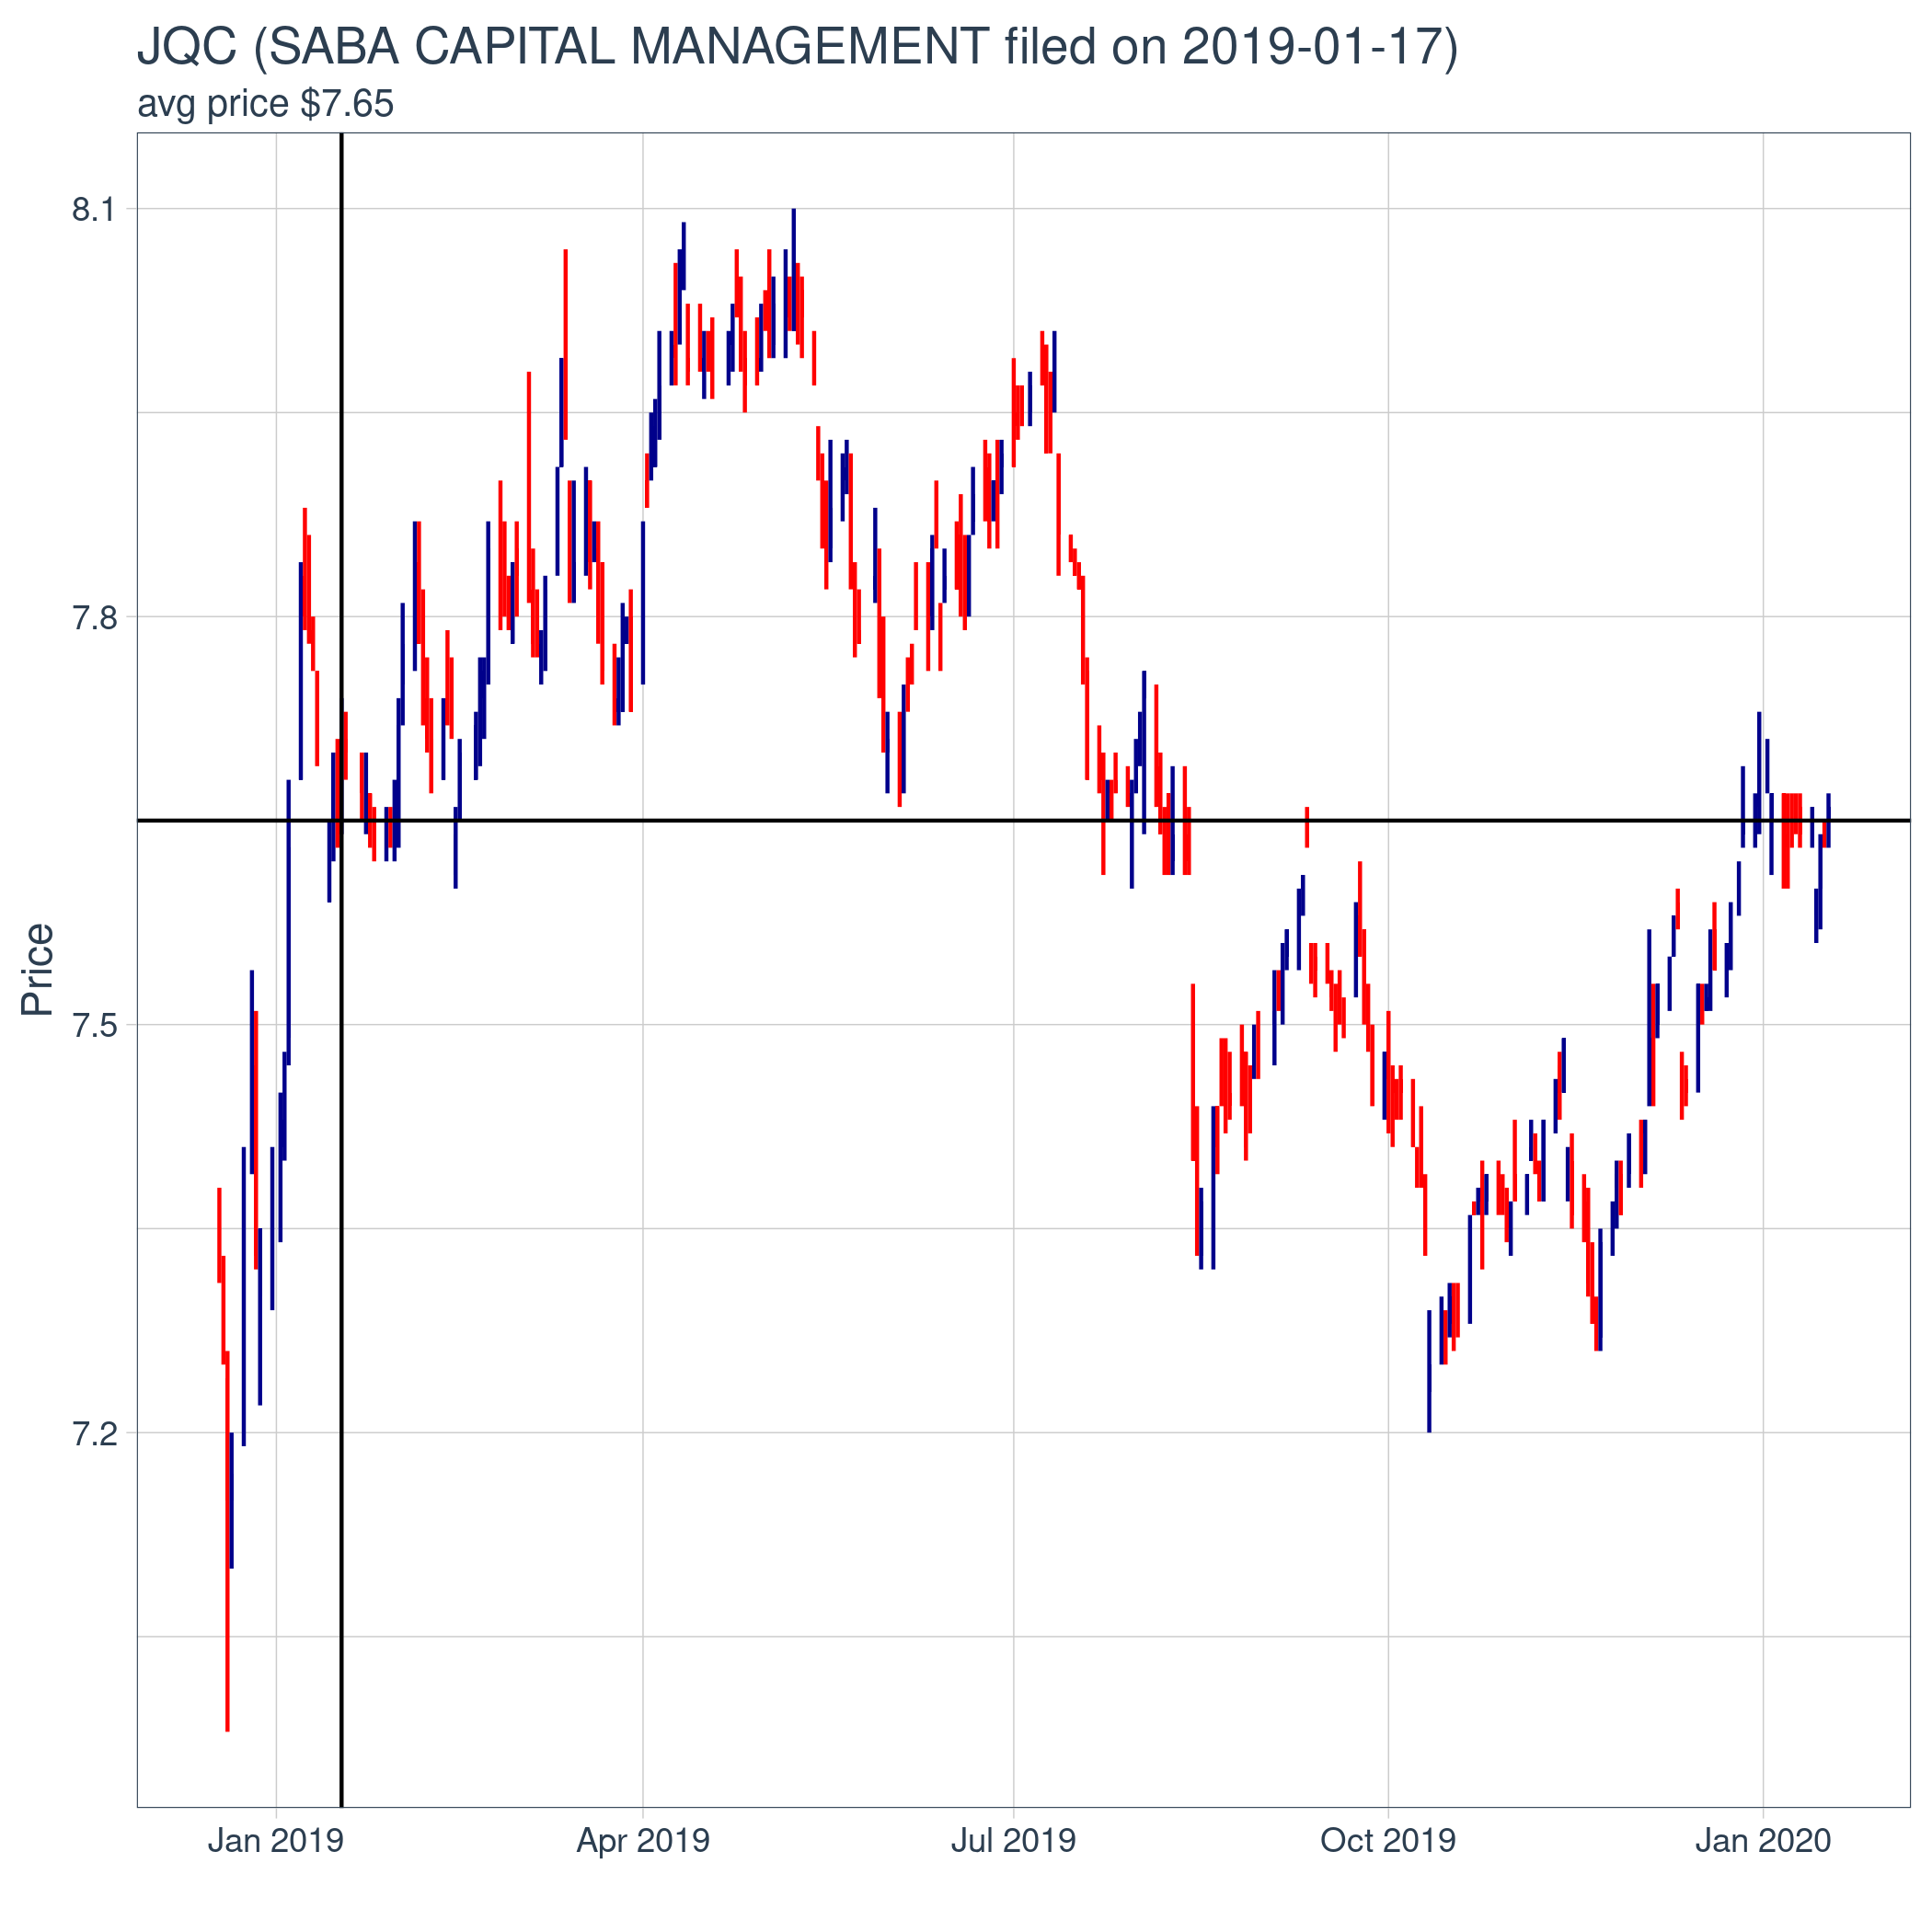 JQC (SABA CAPITAL MANAGEMENT filed on 2019-01-17)
avg price $7.65
8.1
7.8
7.5
7.2
Price
Jan 2019
Apr 2019
Jul 2019
Oct 2019
Jan 2020